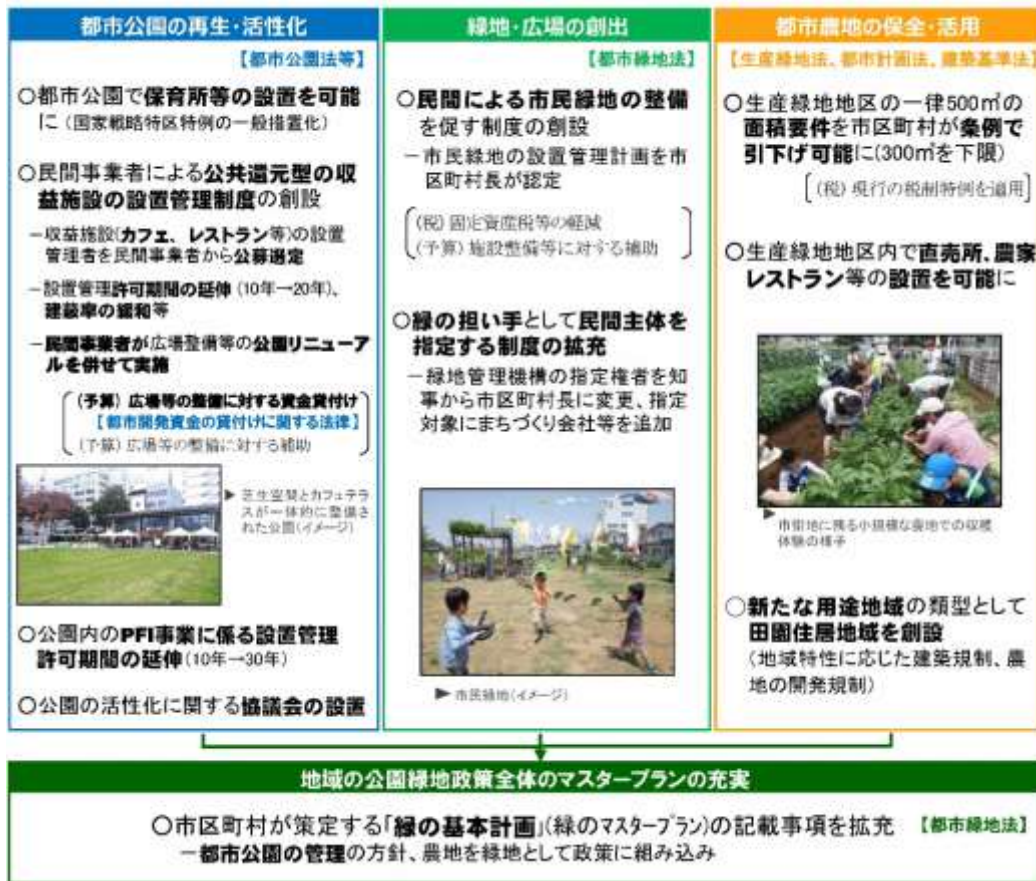 都市公園の再生・活性化
【都市公園法等】
○都市公園で保育所等の設置を可能
に（国家戦略特区特例の一般措置化）
○民間事業者による公共還元型の収
益施設の設置管理制度の創設
－収益施設(カフェ、レストラン等)の設置
管理者を民間事業者から公募選定
－設置管理許可期間の延伸（10年→20年）、
建蔽率の緩和等
－民間事業者が広場整備等の公園リニューア
ルを併せて実施
(予算) 広場等の整備に対する資金貸付け
【都市開発資金の貸付けに関する法律】
(予算) 広場等の整備に対する補助
▶芝生空間とカフェテラ
スが一体的に整備さ
れた公園(イメージ)
○公園内のPFI事業に係る設置管理
許可期間の延伸（10年→30年）
○公園の活性化に関する協議会の設置
緑地・広場の創出
【都市緑地法】
○民間による市民緑地の整備
を促す制度の創設
－市民緑地の設置管理計画を市
区町村長が認定
(税) 固定資産税等の軽減
(予算) 施設整備等に対する補助
○緑の担い手として民間主体を
指定する制度の拡充
－緑地管理機構の指定権者を知
事から市区町村長に変更、指定
対象にまちづくり会社等を追加
▶市民緑地(イメージ)
都市農地の保全・活用
【生産緑地法、都市計画法、建築基準法】
○生産緑地地区の一律500㎡の
面積要件を市区町村が条例で
引下げ可能に(300㎡を下限)
(税) 現行の税制特例を適用
○生産緑地地区内で直売所、農家
レストラン等の設置を可能に
▶市街地に残る小規模な農地での収穫
体験の様子
○新たな用途地域の類型として
田園住居地域を創設
（地域特性に応じた建築規制、農
地の開発規制）
地域の公園緑地政策全体のマスタープランの充実
○市区町村が策定する「緑の基本計画」(緑のマスタープラン)の記載事項を拡充 【都市緑地法】
－都市公園の管理の方針、農地を緑地として政策に組み込み